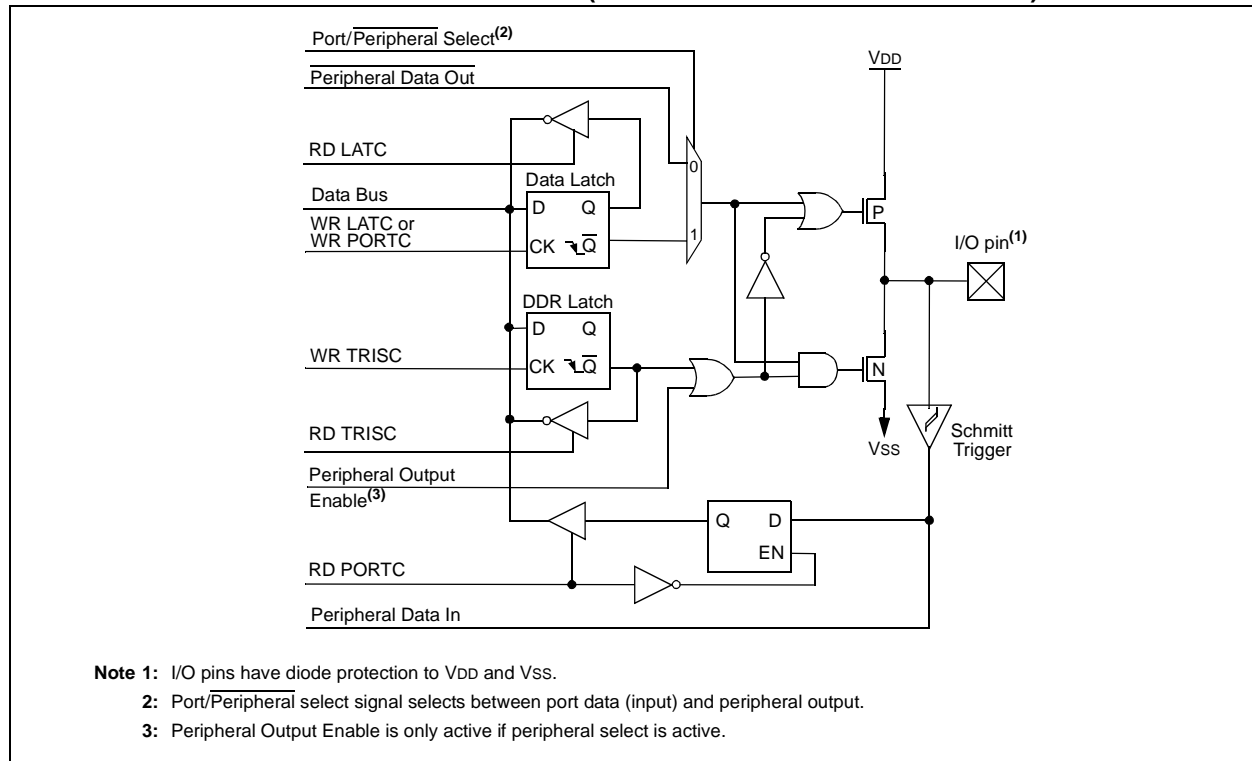 Port/Peripheral Select(2)
Peripheral Data Out
VDD
RD LATC
0
Data Latch
Data Bus
D Q
P
WR LATC or
WR PORTC
1
CK Q
I/O pin(1)
DDR Latch
D Q
WR TRISC
CK Q
N
RD TRISC
VSS
Schmitt
Trigger
Peripheral Output
Enable(3)
Q D
EN
RD PORTC
Peripheral Data In
Note 1: I/O pins have diode protection to VDD and VSS.
2: Port/Peripheral select signal selects between port data (input) and peripheral output.
3: Peripheral Output Enable is only active if peripheral select is active.